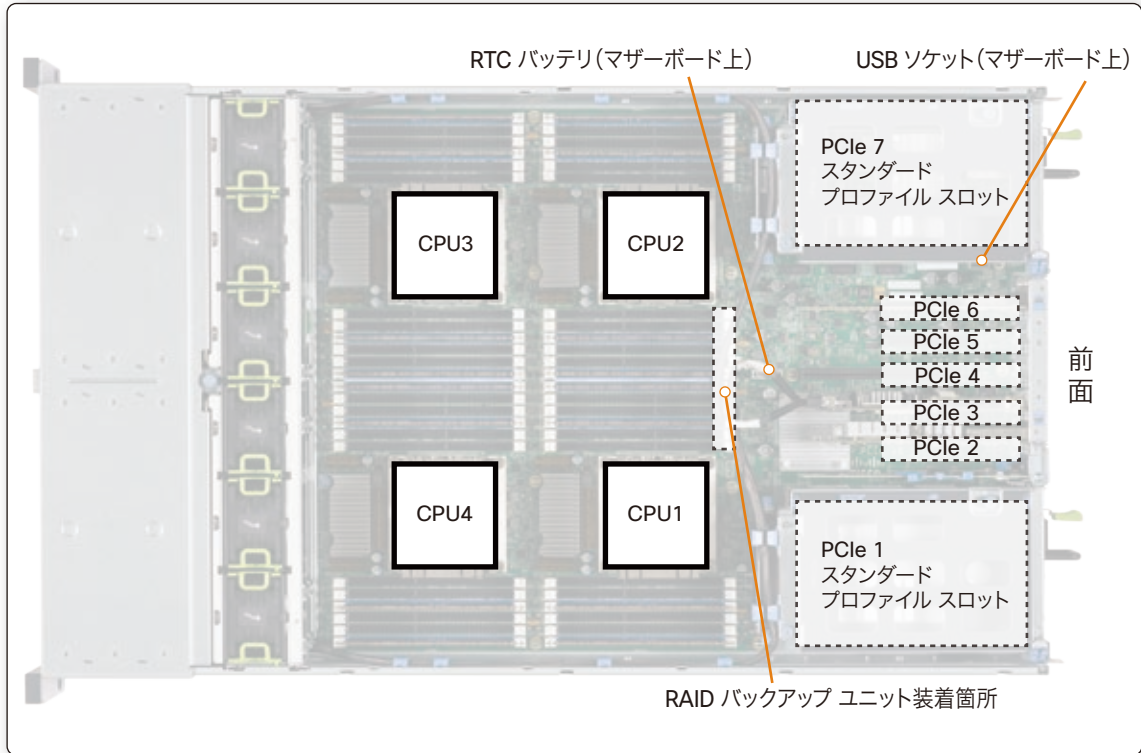 RTC バッテリ（マザーボード上）
USB ソケット（マザーボード上）
PCIe 7
スタンダード
プロファイル スロット
CPU3
CPU2
PCIe 6
PCIe 5
PCIe 4
PCIe 3
PCIe 2
前
面
CPU4
CPU1
PCIe 1
スタンダード
プロファイル スロット
RAID バックアップ ユニット装着箇所